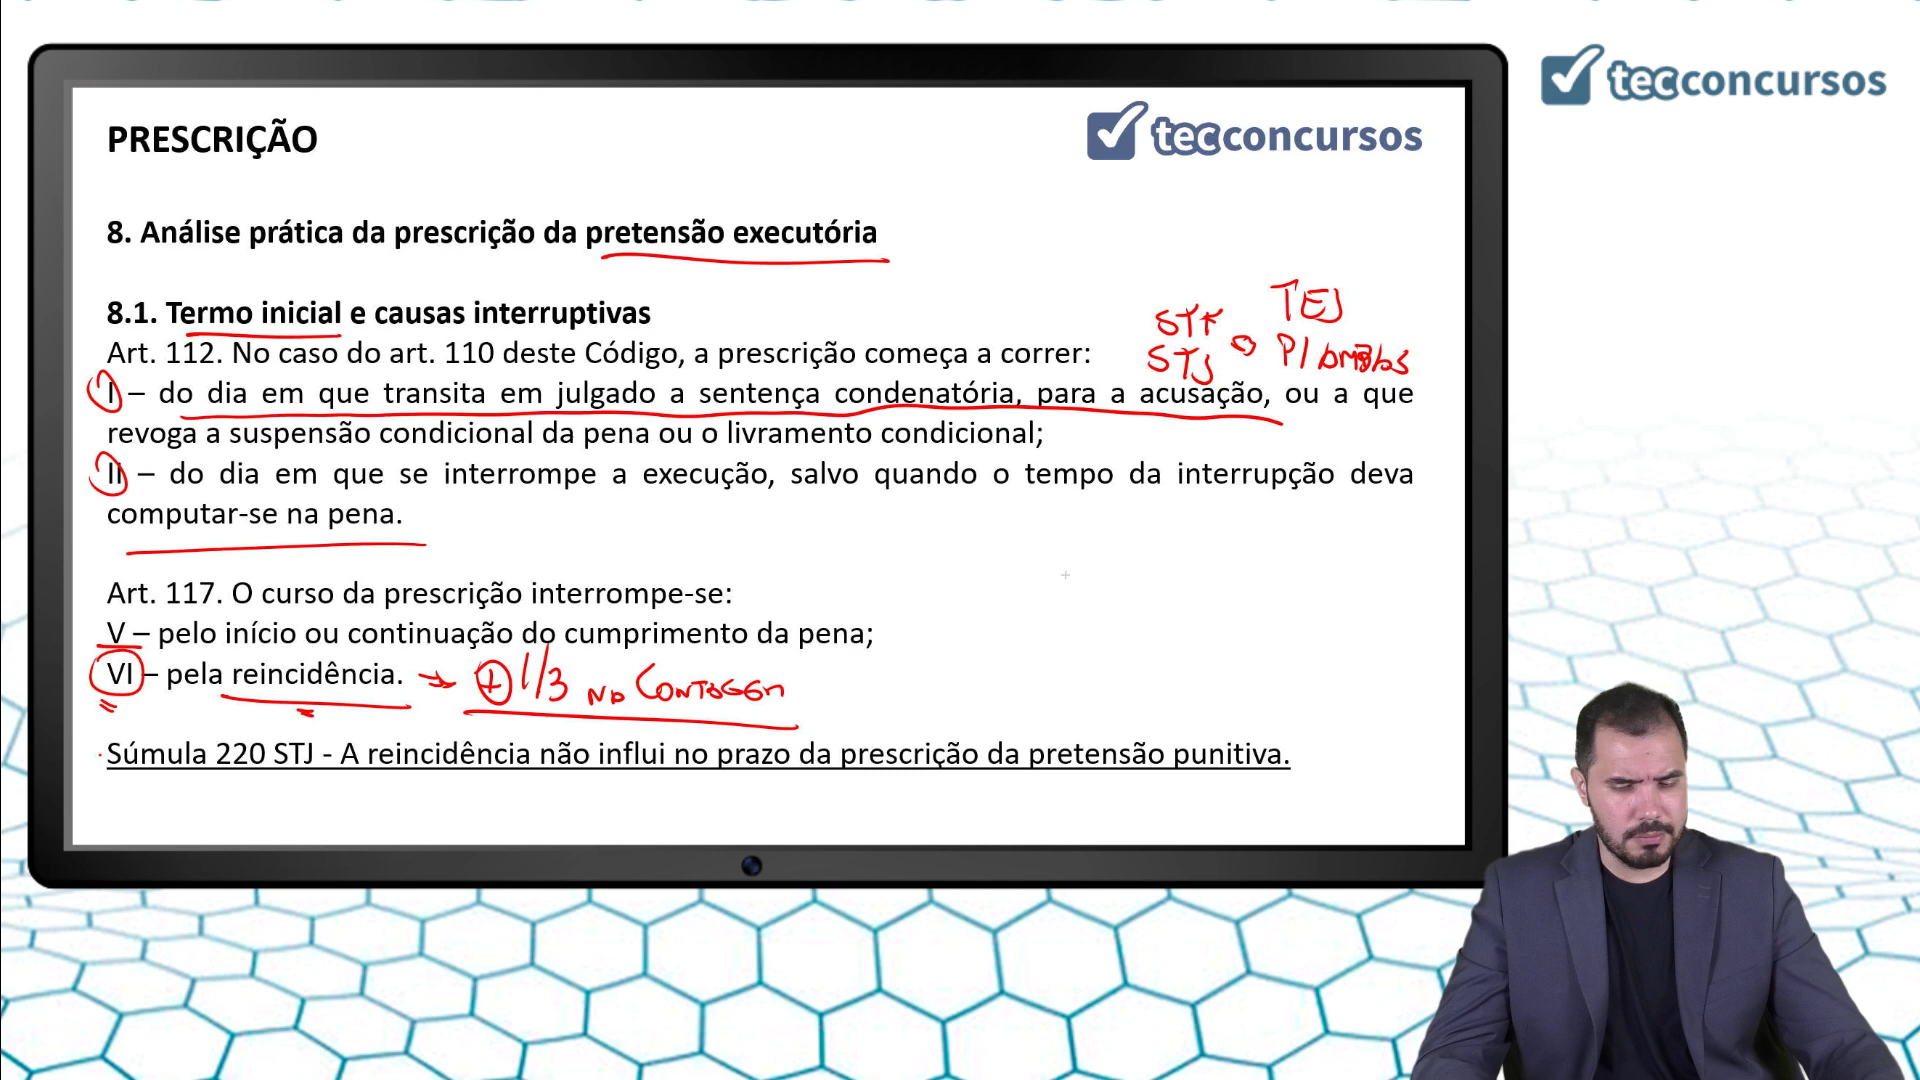 tecconcursos
PRESCRIÇÃO
tecconcursos
8. Análise prática da prescrição da pretensão executória
8.1. Termo inicial e causas interruptivas
STF
STJ
TEJ
P/ AMBAS
Art. 112. No caso do art. 110 deste Código, a prescrição começa a correr:
I – do dia em que transita em julgado a sentença condenatória, para a acusação, ou a que
revoga a suspensão condicional da pena ou o livramento condicional;
II – do dia em que se interrompe a execução, salvo quando o tempo da interrupção deva
computar-se na pena.
Art. 117. O curso da prescrição interrompe-se:
V – pelo início ou continuação do cumprimento da pena;
VI – pela reincidência. → + 1/3 NA CONTAGEM
Súmula 220 STJ - A reincidência não influi no prazo da prescrição da pretensão punitiva.